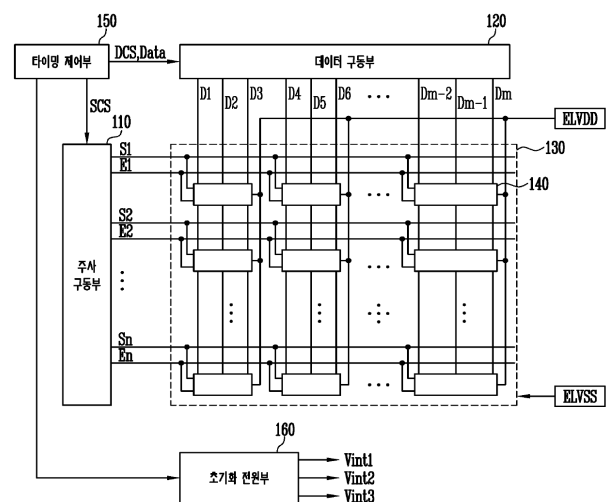 150
타이밍 제어부
DCS,Data
120
데이터 구동부
SCS
D1
D2
D3
D4
D5
D6
...
Dm-2
Dm-1
Dm
ELVDD
110
130
S1
E1
140
...
S2
E2
...
주사
구동부
Sn
En
...
ELVSS
160
초기화 전원부
Vint1
Vint2
Vint3